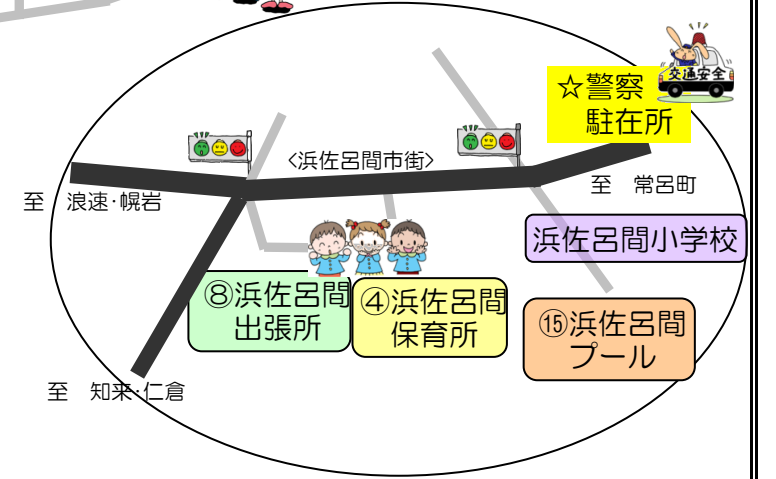 ☆警察
駐在所
交通安全
<浜佐呂間市街>
至　常呂町
至　浪速・幌岩
浜佐呂間小学校
⑧浜佐呂間
出張所
④浜佐呂間
保育所
⑮浜佐呂間
プール
至　知来・仁倉